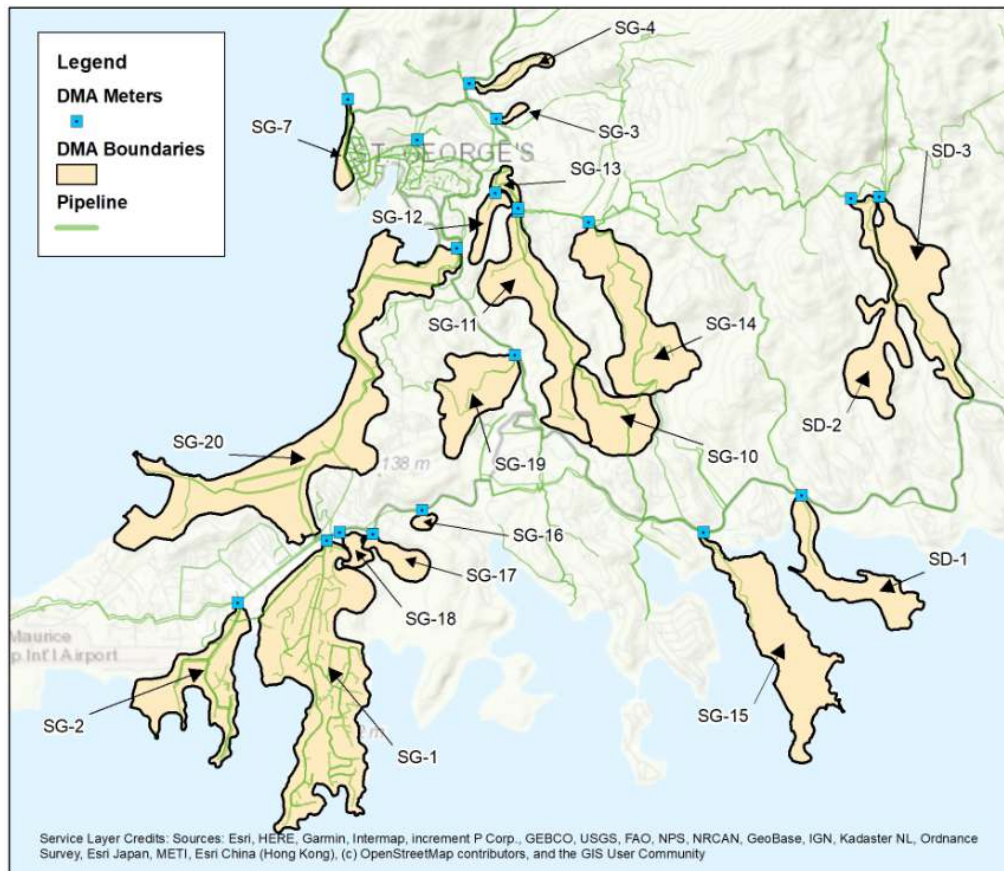 Legend
DMA Meters
DMA Boundaries
Pipeline
SG-4
SG-3
SG-7
ST. GEORGE'S
SG-13
SD-3
SG-12
SG-11
SG-14
SD-2
SG-20
138 m
SG-19
SG-10
SG-16
SG-17
SD-1
SG-18
Maurice
p Int'l Airport
SG-2
SG-15
SG-1
2 m
Service Layer Credits: Sources: Esri, HERE, Garmin, Intermap, increment P Corp., GEBCO, USGS, FAO, NPS, NRCAN, GeoBase, IGN, Kadaster NL, Ordnance
Survey, Esri Japan, METI, Esri China (Hong Kong), (c) OpenStreetMap contributors, and the GIS User Community